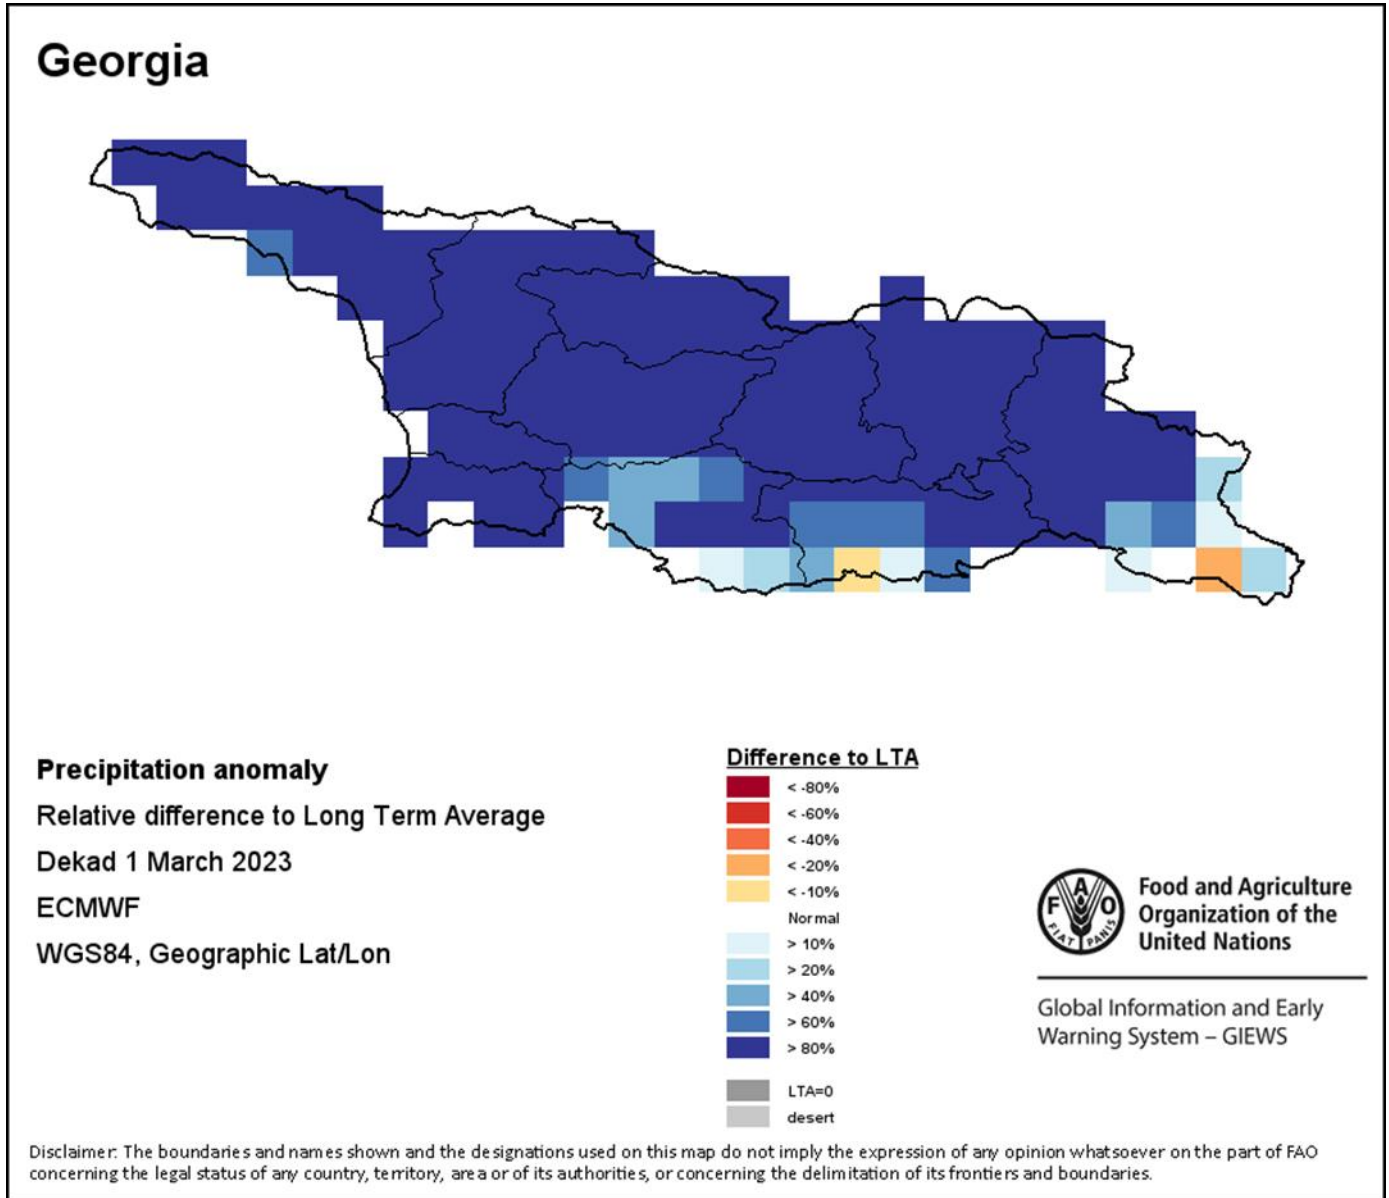 Georgia
Precipitation anomaly
Relative difference to Long Term Average
Dekad 1 March 2023
ECMWF
WGS84, Geographic Lat/Lon
Difference to LTA
< -80%
< -60%
< -40%
< -20%
< -10%
Normal
> 10%
> 20%
> 40%
> 60%
> 80%
LTA=0
desert
F A O
FIAT PANIS
Food and Agriculture
Organization of the
United Nations
Global Information and Early
Warning System – GIEWS
Disclaimer: The boundaries and names shown and the designations used on this map do not imply the expression of any opinion whatsoever on the part of FAO
concerning the legal status of any country, territory, area or of its authorities, or concerning the delimitation of its frontiers and boundaries.